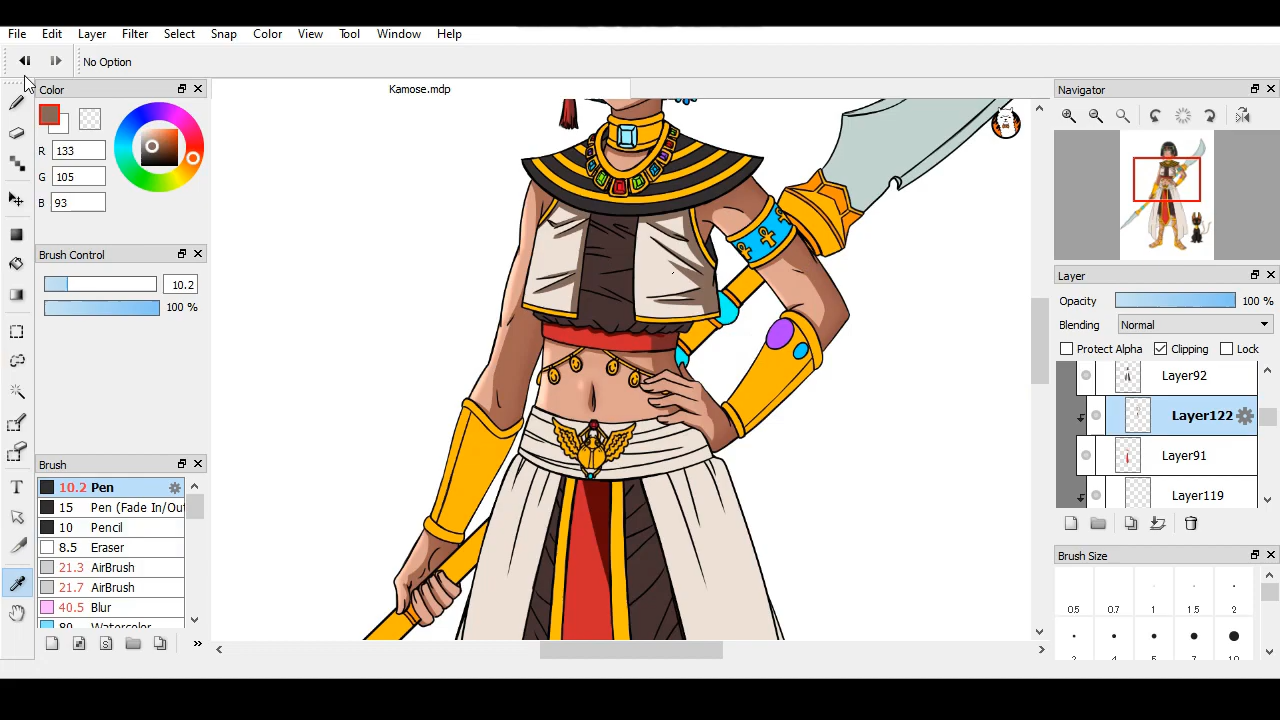 File Edit Layer Filter Select Snap Color View Tool Window Help
No Option
Color
Kamose.mdp
Navigator
R 133
G 105
B 93
Brush Control
10.2
100 %
Layer
Opacity 100 %
Blending Normal
Protect Alpha Clipping Lock
Layer92
Layer122
Layer91
Layer119
Brush
10.2 Pen
15 Pen (Fade In/Out
10 Pencil
8.5 Eraser
21.3 AirBrush
21.7 AirBrush
40.5 Blur
80 Watercolor
Brush Size
0.5 0.7 1 1.5 2